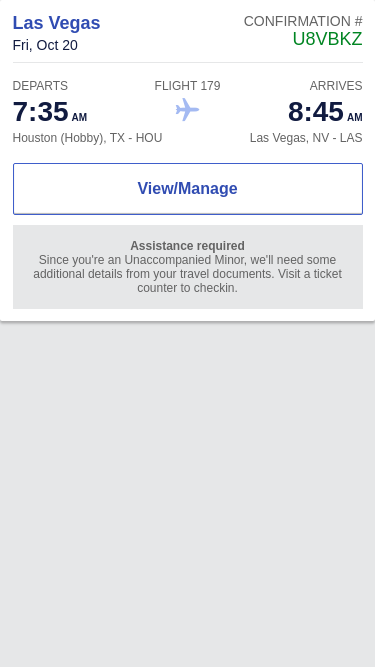 Las Vegas
CONFIRMATION #
Fri, Oct 20
U8VBKZ
DEPARTS
FLIGHT 179
ARRIVES
7:35 AM
8:45 AM
Houston (Hobby), TX - HOU
Las Vegas, NV - LAS
View/Manage
Assistance required
Since you're an Unaccompanied Minor, we'll need some
additional details from your travel documents. Visit a ticket
counter to checkin.